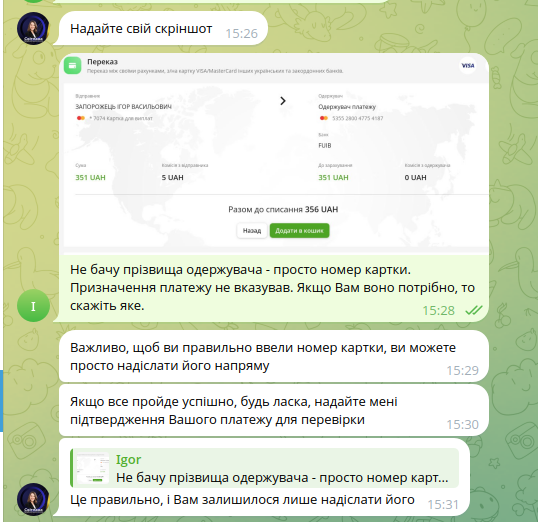 Надайте свій скріншот 15:26
Переказ
Переказ між своїми рахунками, з/на картку VISA/MasterCard інших українських та закордонних банків.
VISA
Відправник
Одержувач
ЗАПОРОЖЕЦЬ ІГОР ВАСИЛЬОВИЧ
Одержувач платежу
* 7074 Картка для виплат
5355 2800 4775 4187
Банк
FUIB
Сума
Комісія з відправника
До зарахування
Комісія з одержувача
351 UAH
5 UAH
351 UAH
0 UAH
Разом до списання 356 UAH
Назад
Додати в кошик
Не бачу прізвища одержувача - просто номер картки.
Призначення платежу не вказував. Якщо Вам воно потрібно, то
скажіть яке.
I
15:28
Важливо, щоб ви правильно ввели номер картки, ви можете
просто надіслати його напряму 15:29
Якщо все пройде успішно, будь ласка, надайте мені
підтвердження Вашого платежу для перевірки 15:30
Igor
Не бачу прізвища одержувача - просто номер карт...
Це правильно, і Вам залишилося лише надіслати його 15:31